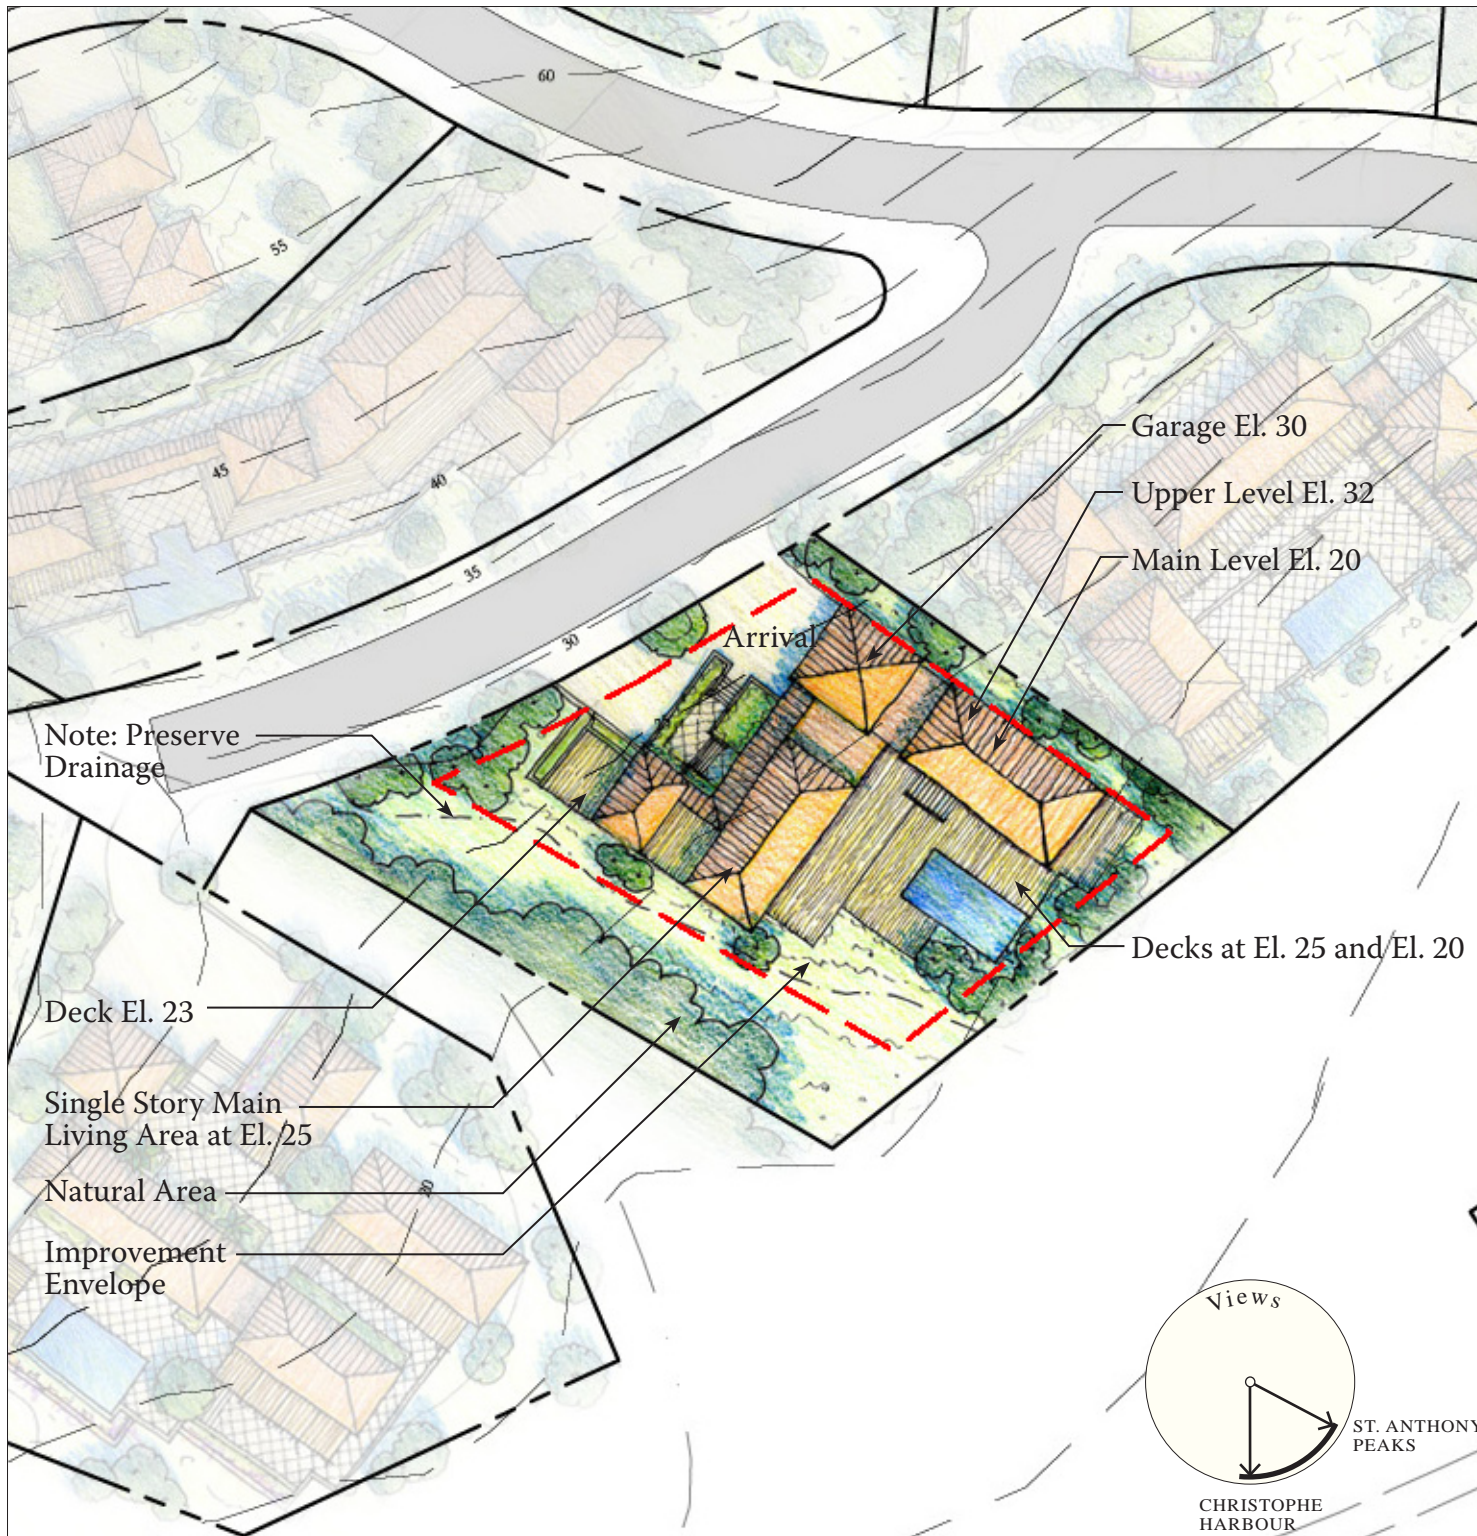 60
55
45
40
35
30
Garage El. 30
Upper Level El. 32
Main Level El. 20
Arrival
Note: Preserve
Drainage
Deck El. 23
Decks at El. 25 and El. 20
Single Story Main
Living Area at El. 25
Natural Area
20
Improvement
Envelope
Views
ST. ANTHONY
PEAKS
CHRISTOPHE
HARBOUR